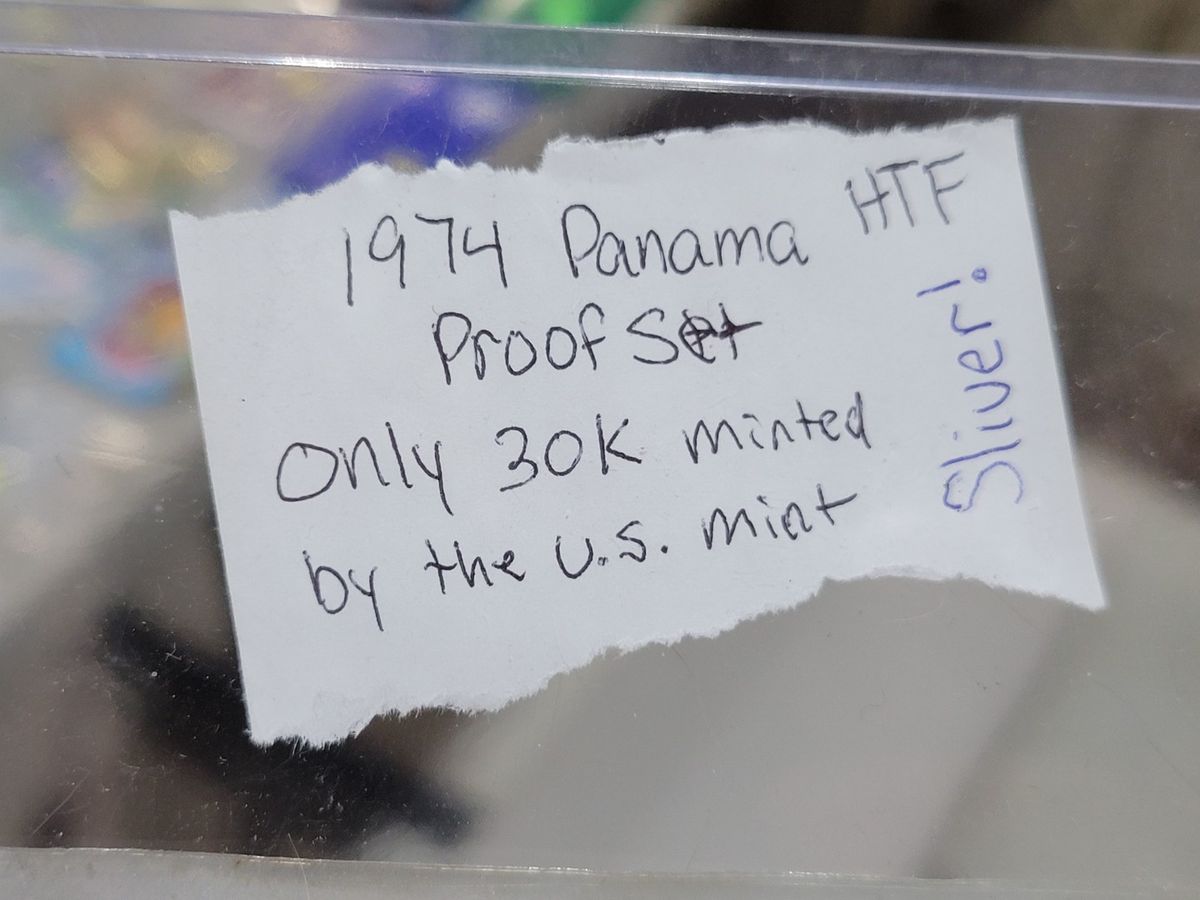 1974 Panama
Proof Set
Only 30K minted
by the U.S. mint
HTF
Sliver!